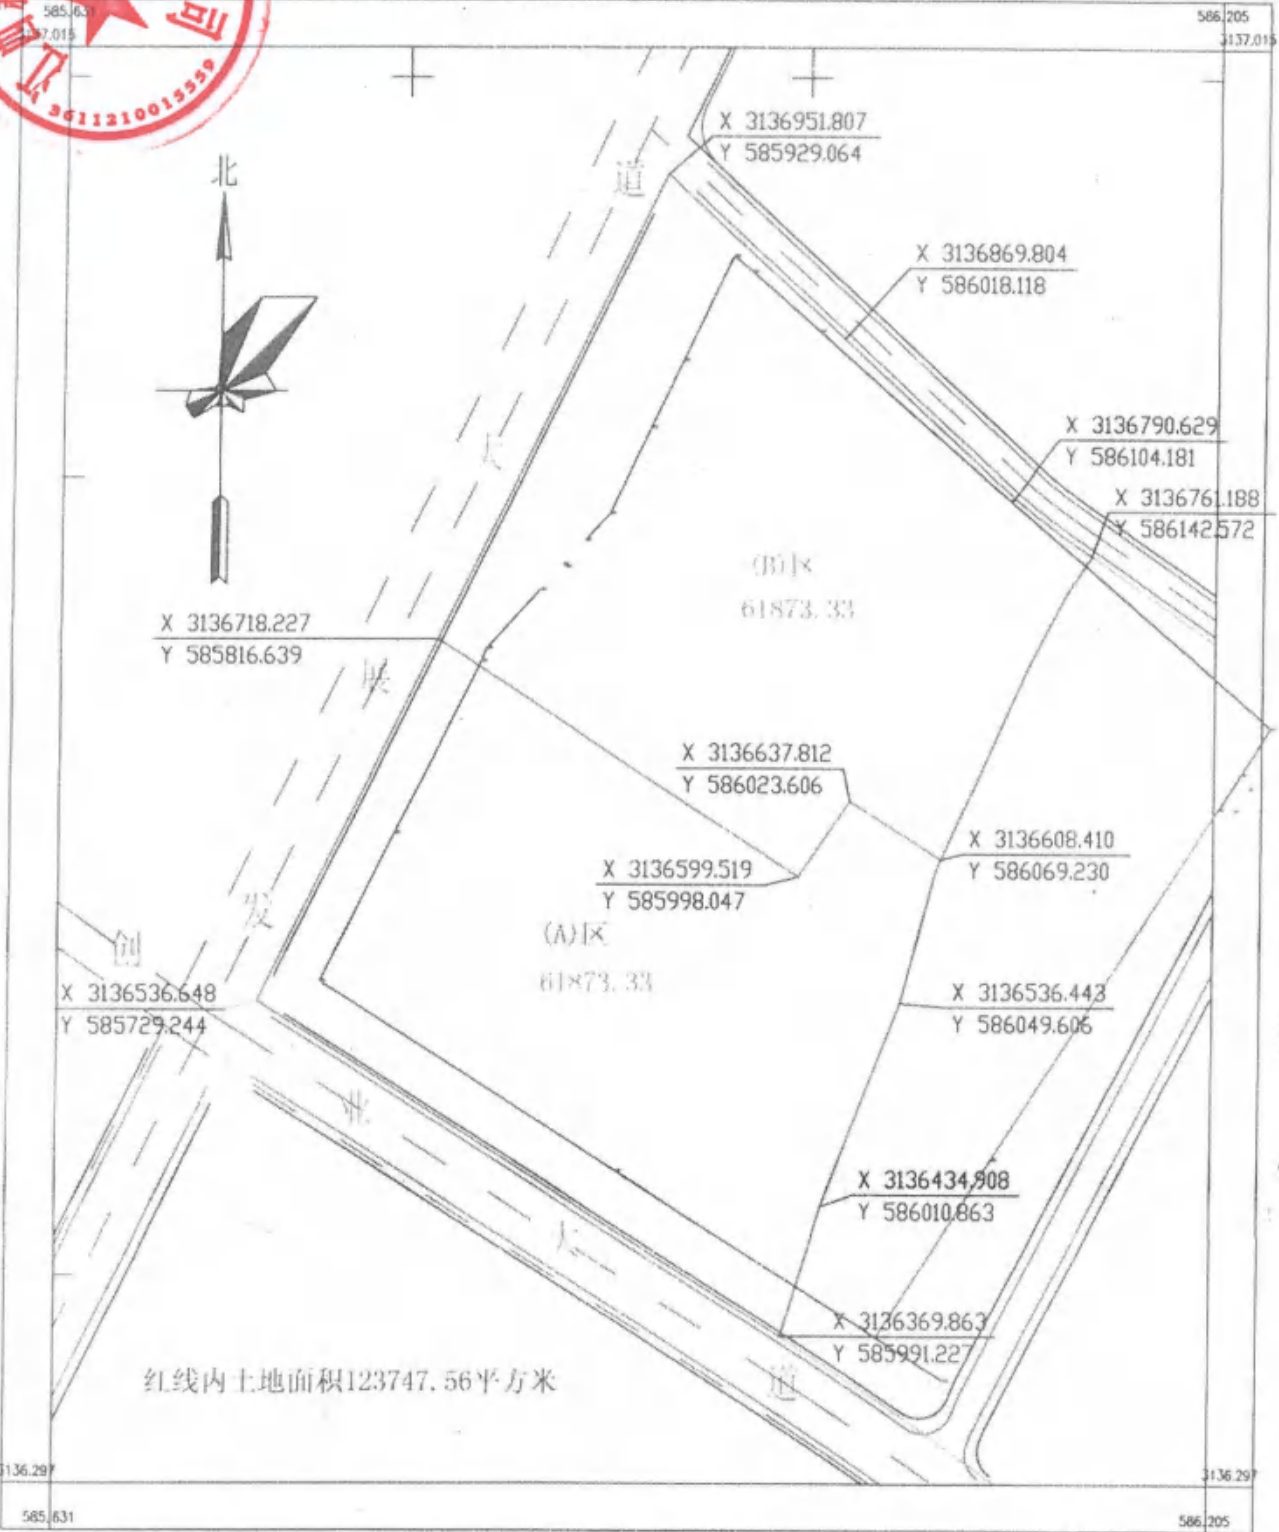 585.631
586.205
3137.015
3137.015
3611210015559
北
X 3136951.807
Y 585929.064
道
X 3136869.804
Y 586018.118
X 3136790.629
Y 586104.181
大
X 3136761.188
Y 586142.572
(B)区
61873.33
X 3136718.227
Y 585816.639
展
X 3136637.812
Y 586023.606
X 3136608.410
Y 586069.230
X 3136599.519
Y 585998.047
发
(A)区
创
61873.33
X 3136536.648
Y 585729.244
X 3136536.443
Y 586049.606
业
X 3136434.908
Y 586010.863
大
X 3136369.863
Y 585991.227
道
红线内土地面积123747.56平方米
3136.297
3136.297
585.631
586.205